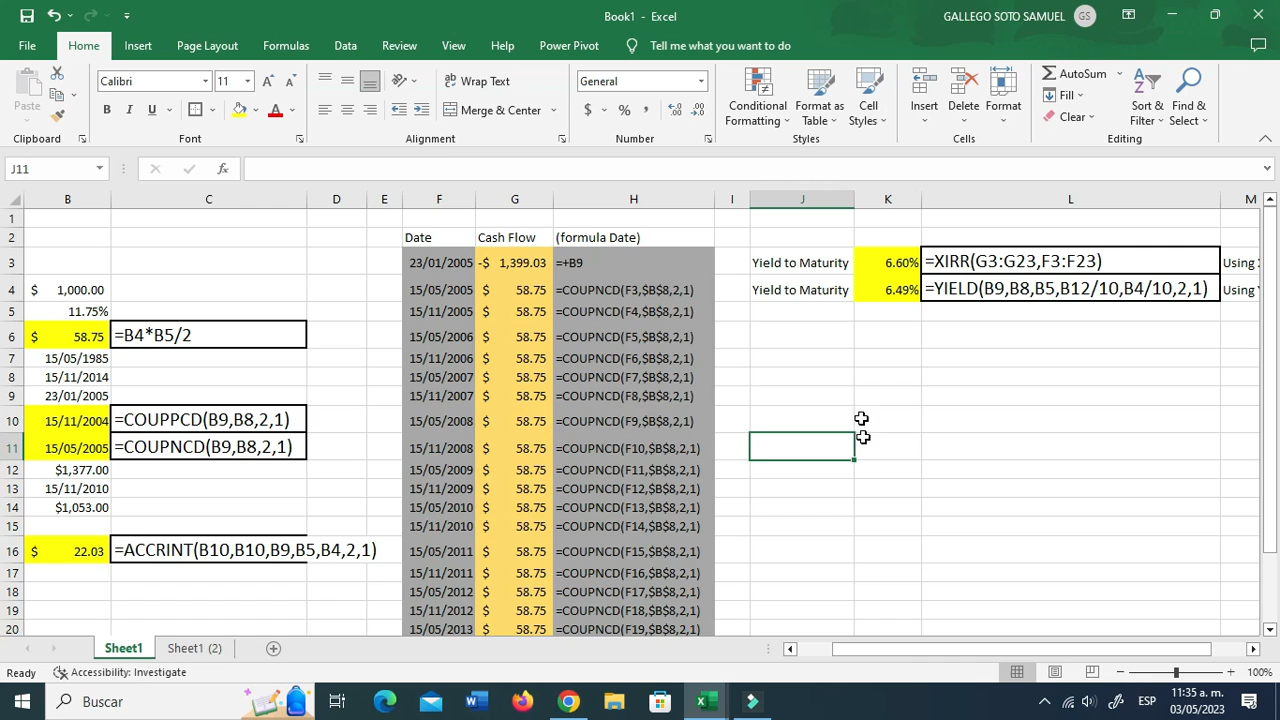 Book1 - Excel
GALLEGO SOTO SAMUEL
GS
File Home Insert Page Layout Formulas Data Review View Help Power Pivot Tell me what you want to do
Paste
Calibri 11
Wrap Text
General
Merge & Center
Conditional Formatting
Format as Table
Cell Styles
Insert
Delete
Format
AutoSum
Fill
Clear
Sort & Filter
Find & Select
Clipboard Font Alignment Number Styles Cells Editing
J11
B C D E F G H I J K L M
1
2 Date Cash Flow (formula Date)
3 23/01/2005 -$ 1,399.03 =+B9 Yield to Maturity 6.60% =XIRR(G3:G23,F3:F23) Using
4 $ 1,000.00 15/05/2005 $ 58.75 =COUPNCD(F3,$B$8,2,1) Yield to Maturity 6.49% =YIELD(B9,B8,B5,B12/10,B4/10,2,1) Using
5 11.75% 15/11/2005 $ 58.75 =COUPNCD(F4,$B$8,2,1)
6 $ 58.75 =B4*B5/2 15/05/2006 $ 58.75 =COUPNCD(F5,$B$8,2,1)
7 15/05/1985 15/11/2006 $ 58.75 =COUPNCD(F6,$B$8,2,1)
8 15/11/2014 15/05/2007 $ 58.75 =COUPNCD(F7,$B$8,2,1)
9 23/01/2005 15/11/2007 $ 58.75 =COUPNCD(F8,$B$8,2,1)
10 15/11/2004 =COUPPCD(B9,B8,2,1) 15/05/2008 $ 58.75 =COUPNCD(F9,$B$8,2,1)
11 15/05/2005 =COUPNCD(B9,B8,2,1) 15/11/2008 $ 58.75 =COUPNCD(F10,$B$8,2,1)
12 $1,377.00 15/05/2009 $ 58.75 =COUPNCD(F11,$B$8,2,1)
13 15/11/2010 15/11/2009 $ 58.75 =COUPNCD(F12,$B$8,2,1)
14 $1,053.00 15/05/2010 $ 58.75 =COUPNCD(F13,$B$8,2,1)
15 15/11/2010 $ 58.75 =COUPNCD(F14,$B$8,2,1)
16 $ 22.03 =ACCRINT(B10,B10,B9,B5,B4,2,1) 15/05/2011 $ 58.75 =COUPNCD(F15,$B$8,2,1)
17 15/11/2011 $ 58.75 =COUPNCD(F16,$B$8,2,1)
18 15/05/2012 $ 58.75 =COUPNCD(F17,$B$8,2,1)
19 15/11/2012 $ 58.75 =COUPNCD(F18,$B$8,2,1)
20 15/05/2013 $ 58.75 =COUPNCD(F19,$B$8,2,1)
Sheet1 Sheet1 (2)
Ready Accessibility: Investigate 100%
Buscar
ESP
11:35 a. m.
03/05/2023